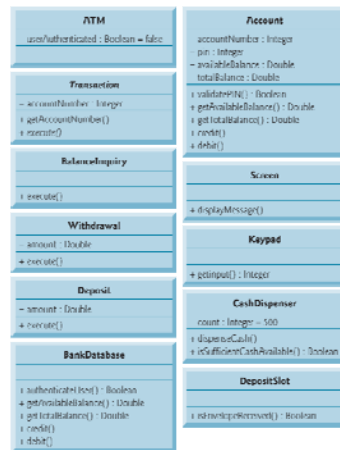 ATM
- userAuthenticated : Boolean = false
Transaction
- accountNumber : Integer
+ getAccountNumber()
+ execute()
BalanceInquiry
+ execute()
Withdrawal
- amount : Double
+ execute()
Deposit
- amount : Double
+ execute()
BankDatabase
+ authenticateUser() : Boolean
+ getAvailableBalance() : Double
+ getTotalBalance() : Double
+ credit()
+ debit()
Account
- accountNumber : Integer
- pin : Integer
- availableBalance : Double
- totalBalance : Double
+ validatePIN() : Boolean
+ getAvailableBalance() : Double
+ getTotalBalance() : Double
+ credit()
+ debit()
Screen
+ displayMessage()
Keypad
+ getInput() : Integer
CashDispenser
- count : Integer = 500
+ dispenseCash()
+ isSufficientCashAvailable() : Boolean
DepositSlot
+ isEnvelopeReceived() : Boolean